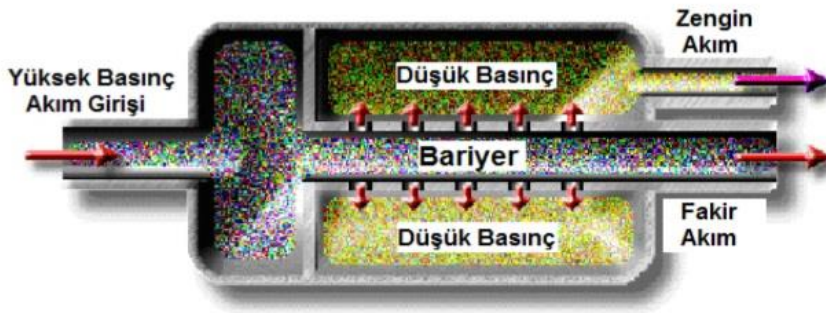 Zengin
Akım
Yüksek Basınç
Akım Girişi
Düşük Basınç
Bariyer
Düşük Basınç
Fakir
Akım